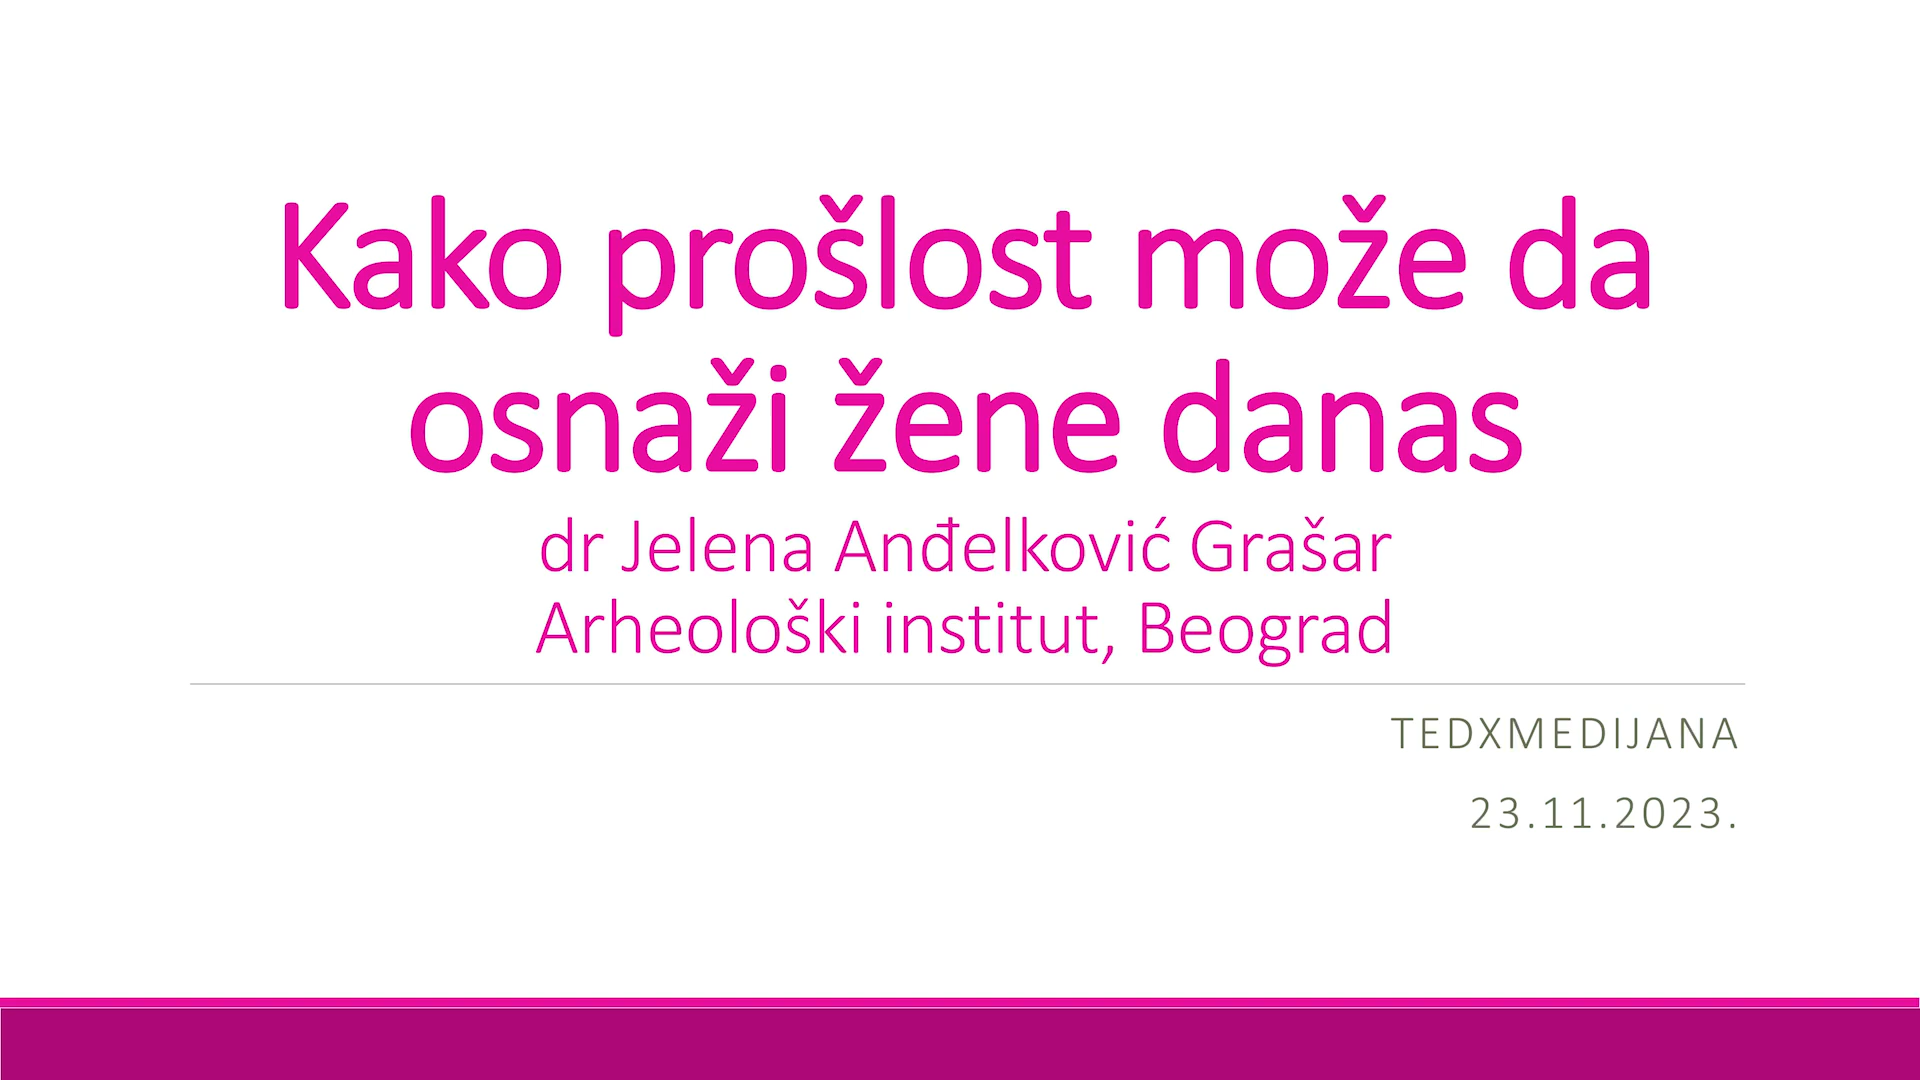 Kako prošlost može da
osnaži žene danas
dr Jelena Anđelković Grašar
Arheološki institut, Beograd
TEDXMEDIJANA
23.11.2023.